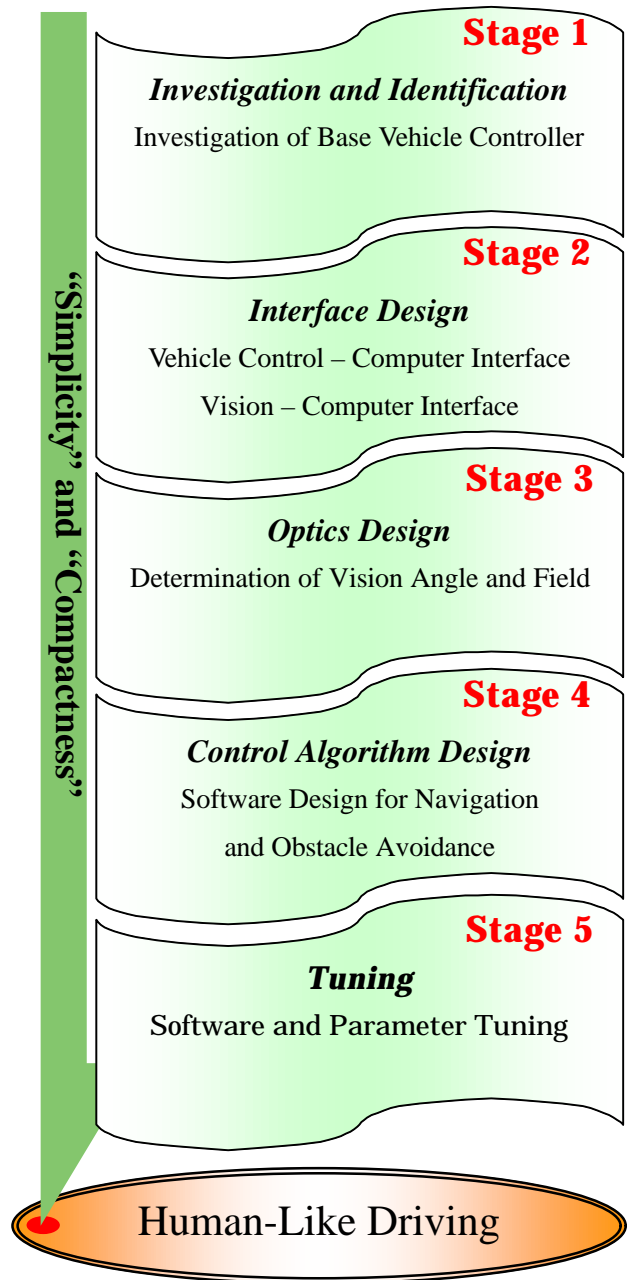 Stage 1
Investigation and Identification
Investigation of Base Vehicle Controller
Stage 2
Interface Design
Vehicle Control – Computer Interface
Vision – Computer Interface
Stage 3
Optics Design
Determination of Vision Angle and Field
Stage 4
Control Algorithm Design
Software Design for Navigation
and Obstacle Avoidance
Stage 5
Tuning
Software and Parameter Tuning
“Simplicity” and “Compactness”
Human-Like Driving